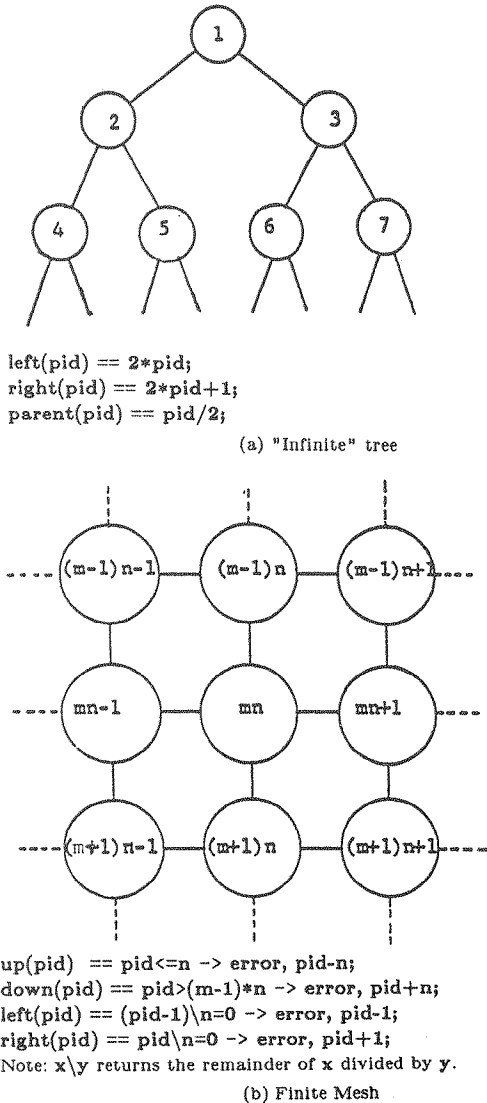 1
2 3
4 5 6 7
left(pid) == 2*pid;
right(pid) == 2*pid+1;
parent(pid) == pid/2;
(a) "Infinite" tree
(m-1)n-1 (m-1)n (m-1)n+1
mn-1 mn mn+1
(m+1)n-1 (m+1)n (m+1)n+1
up(pid) == pid<=n -> error, pid-n;
down(pid) == pid>(m-1)*n -> error, pid+n;
left(pid) == (pid-1)\n=0 -> error, pid-1;
right(pid) == pid\n=0 -> error, pid+1;
Note: x\y returns the remainder of x divided by y.
(b) Finite Mesh